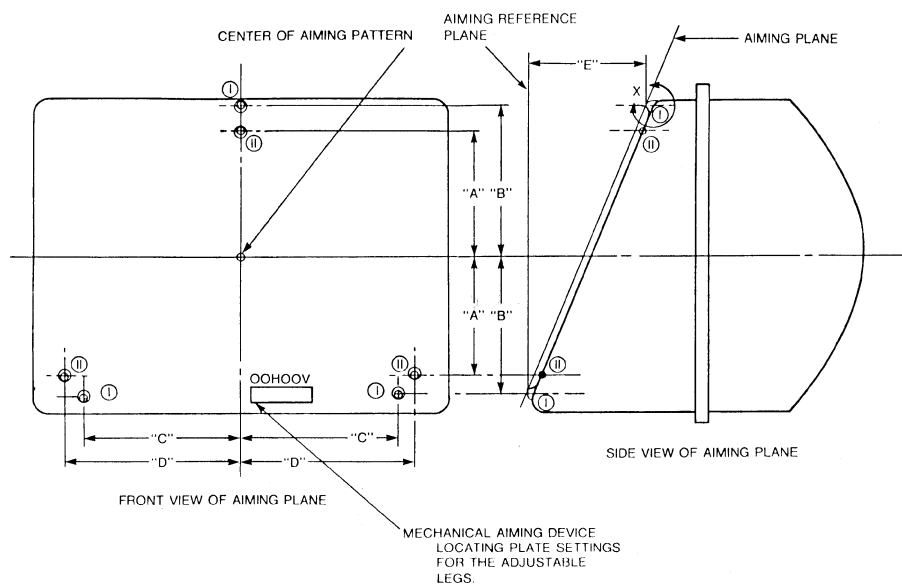 AIMING REFERENCE
PLANE
CENTER OF AIMING PATTERN
AIMING PLANE
"E"
X
I
I
II
II
"A"
"B"
"A"
"B"
II
II
II
I
I
I
OOHOOV
"C"
"C"
"D"
"D"
SIDE VIEW OF AIMING PLANE
FRONT VIEW OF AIMING PLANE
MECHANICAL AIMING DEVICE
LOCATING PLATE SETTINGS
FOR THE ADJUSTABLE
LEGS.